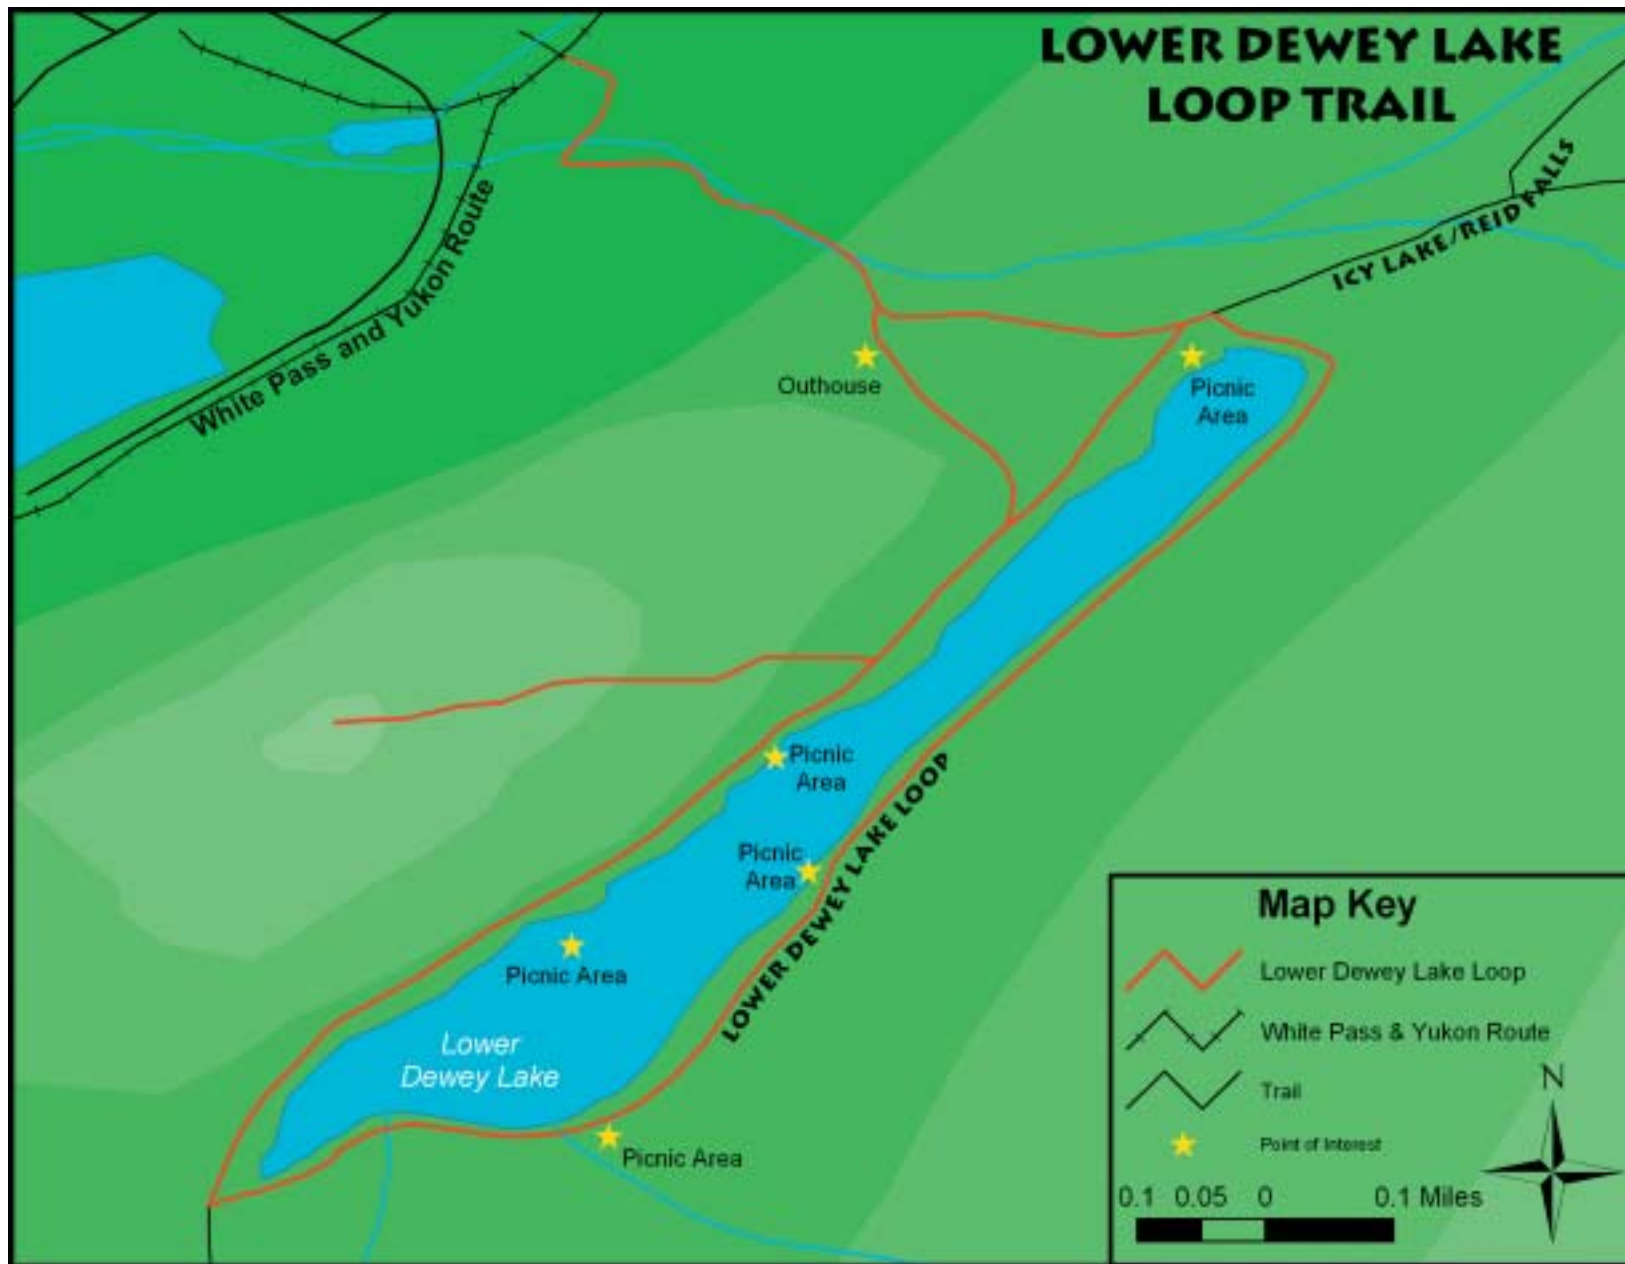 LOWER DEWEY LAKE
LOOP TRAIL
ICY LAKE/REID FALLS
White Pass and Yukon Route
Outhouse
Picnic
Area
Picnic
Area
Picnic
Area
LOWER DEWEY LAKE LOOP
Picnic Area
Lower
Dewey Lake
Picnic Area
Map Key
Lower Dewey Lake Loop
White Pass & Yukon Route
Trail
Point of Interest
N
0.1 0.05 0 0.1 Miles